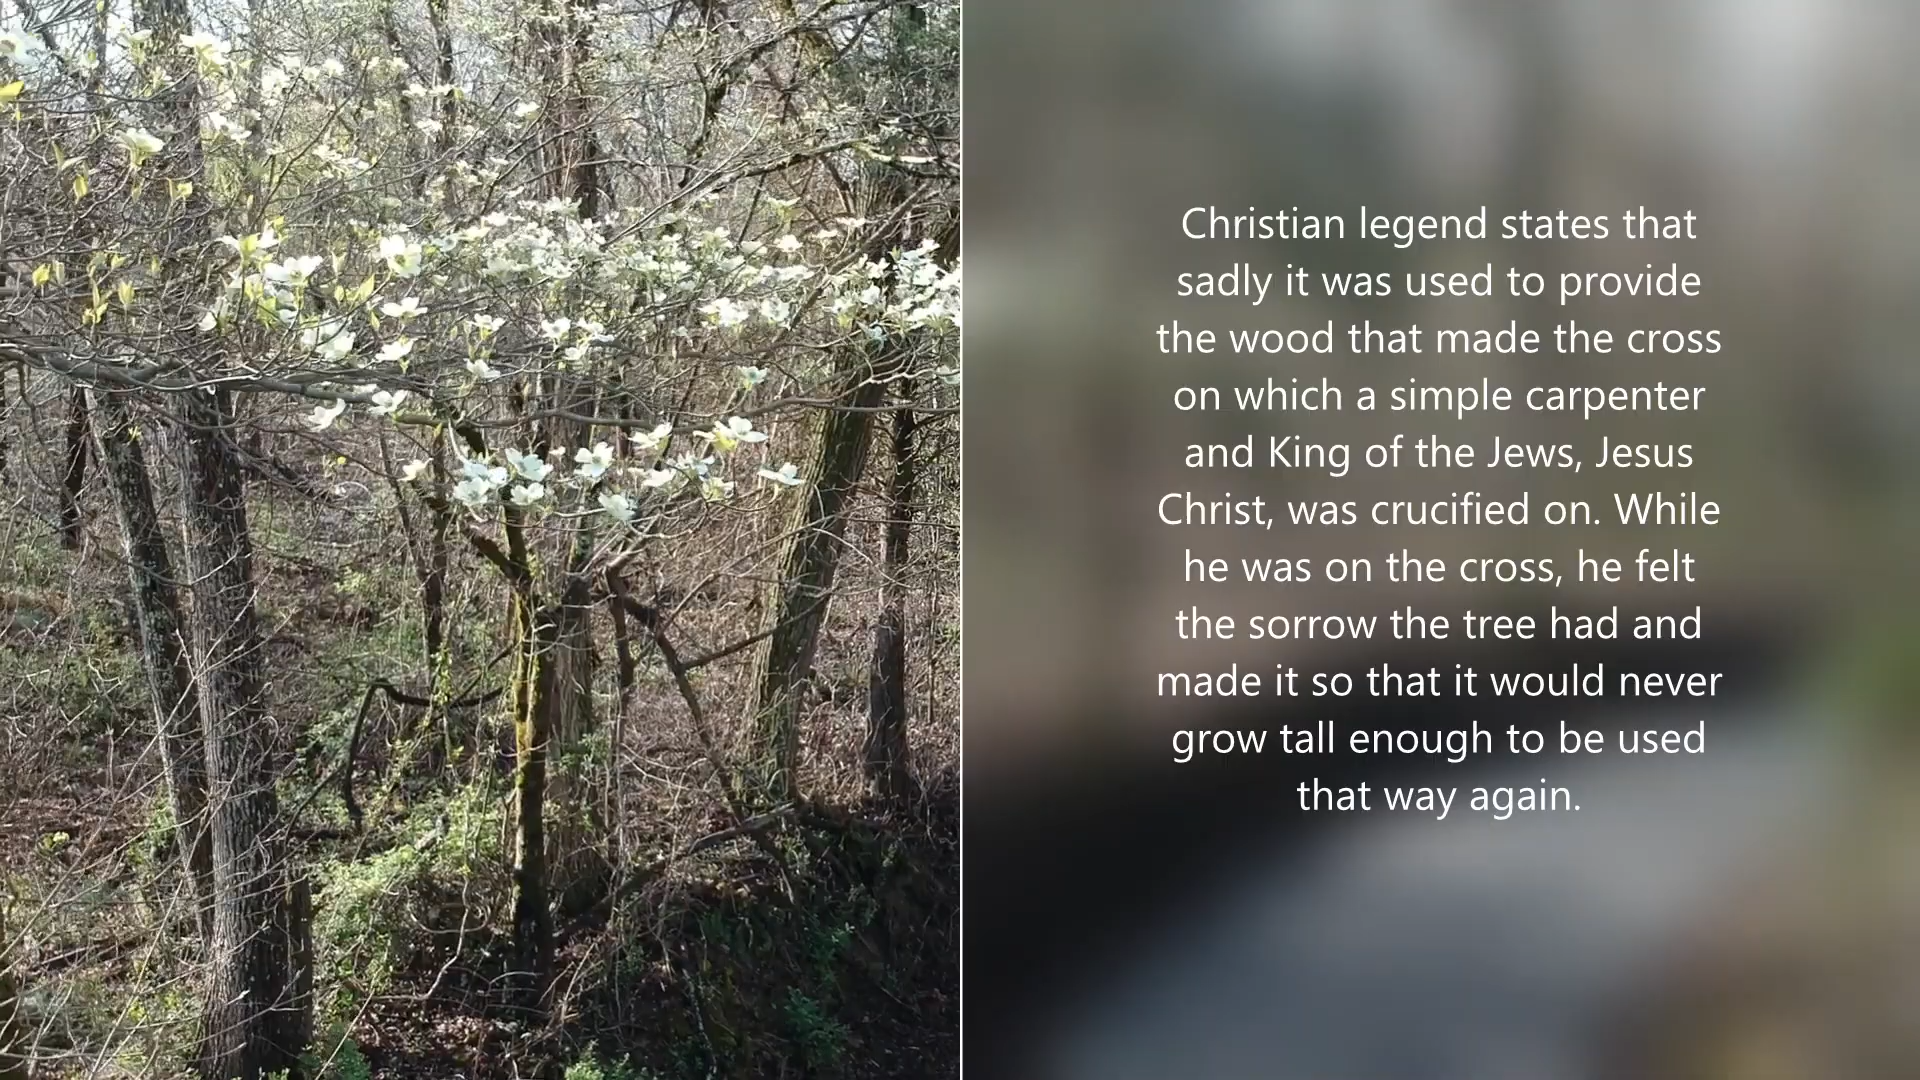 Christian legend states that
sadly it was used to provide
the wood that made the cross
on which a simple carpenter
and King of the Jews, Jesus
Christ, was crucified on. While
he was on the cross, he felt
the sorrow the tree had and
made it so that it would never
grow tall enough to be used
that way again.